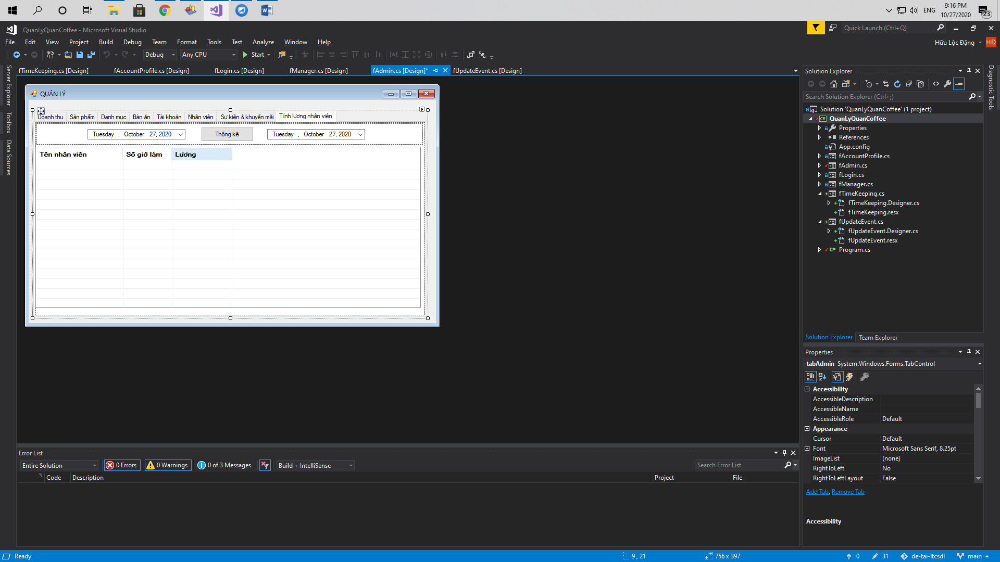 ENG
9:16 PM
10/27/2020
23
QuanLyQuanCoffee - Microsoft Visual Studio
Quick Launch (Ctrl+Q)
File Edit View Project Build Debug Team Format Tools Test Analyze Window Help
Hữu Lộc Đặng
HĐ
Debug Any CPU Start
Server Explorer
Toolbox
Data Sources
fTimeKeeping.cs [Design] fAccountProfile.cs [Design] fLogin.cs [Design] fManager.cs [Design] fAdmin.cs [Design]* fUpdateEvent.cs [Design]
QUẢN LÝ
Doanh thu Sản phẩm Danh mục Bàn ăn Tài khoản Nhân viên Sự kiện & khuyến mãi Tính lương nhân viên
Tuesday , October 27, 2020 Thống kê Tuesday , October 27, 2020
Tên nhân viên Số giờ làm Lương
Solution Explorer
Search Solution Explorer (Ctrl+;)
Solution 'QuanLyQuanCoffee' (1 project)
QuanLyQuanCoffee
Properties
References
App.config
fAccountProfile.cs
fAdmin.cs
fLogin.cs
fManager.cs
fTimeKeeping.cs
fTimeKeeping.Designer.cs
fTimeKeeping.resx
fUpdateEvent.cs
fUpdateEvent.Designer.cs
fUpdateEvent.resx
Program.cs
Diagnostic Tools
Solution Explorer Team Explorer
Properties
tabAdmin System.Windows.Forms.TabControl
Accessibility
AccessibleDescription
AccessibleName
AccessibleRole Default
Appearance
Cursor Default
Font Microsoft Sans Serif, 8.25pt
ImageList (none)
RightToLeft No
RightToLeftLayout False
Add Tab, Remove Tab
Accessibility
Error List
Entire Solution 0 Errors 0 Warnings 0 of 3 Messages Build + IntelliSense Search Error List
Code Description Project File
Ready 9 , 21 756 x 397 0 31 de-tai-ltcsdl main